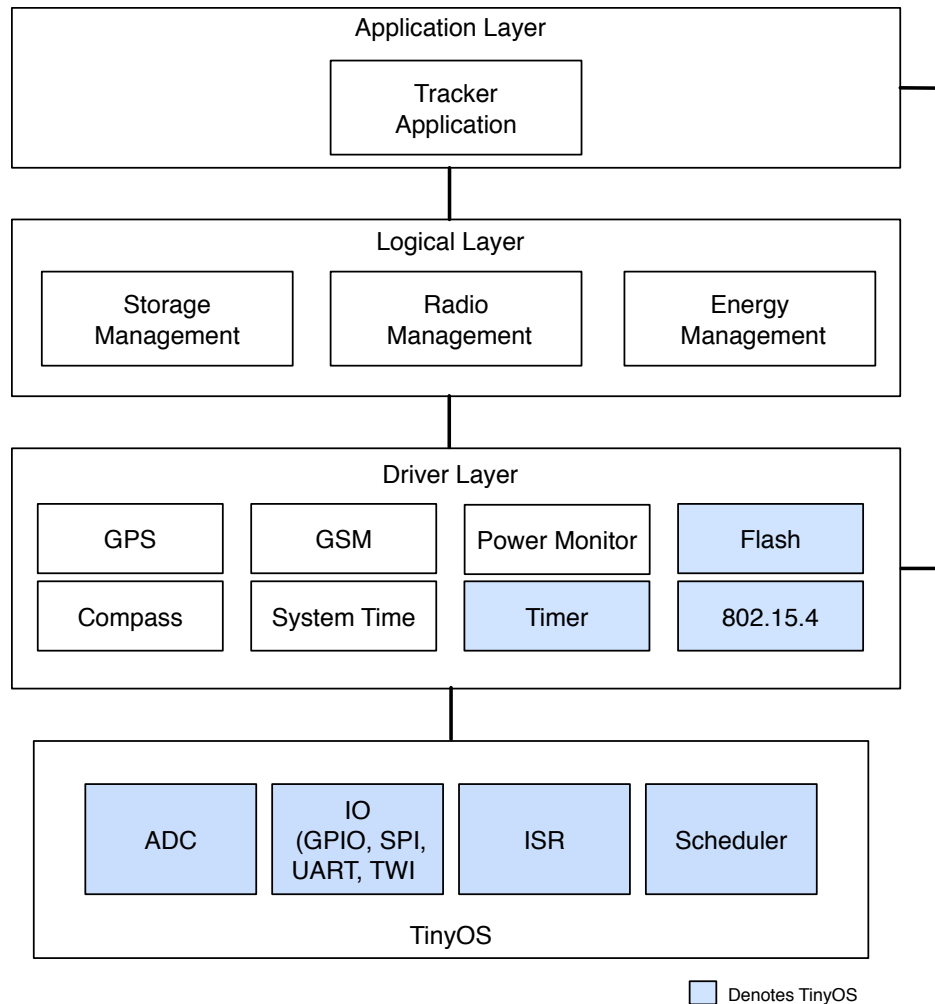 Application Layer
Tracker
Application
Logical Layer
Storage
Management
Radio
Management
Energy
Management
Driver Layer
GPS
GSM
Power Monitor
Flash
Compass
System Time
Timer
802.15.4
ADC
IO
(GPIO, SPI,
UART, TWI
ISR
Scheduler
TinyOS
Denotes TinyOS